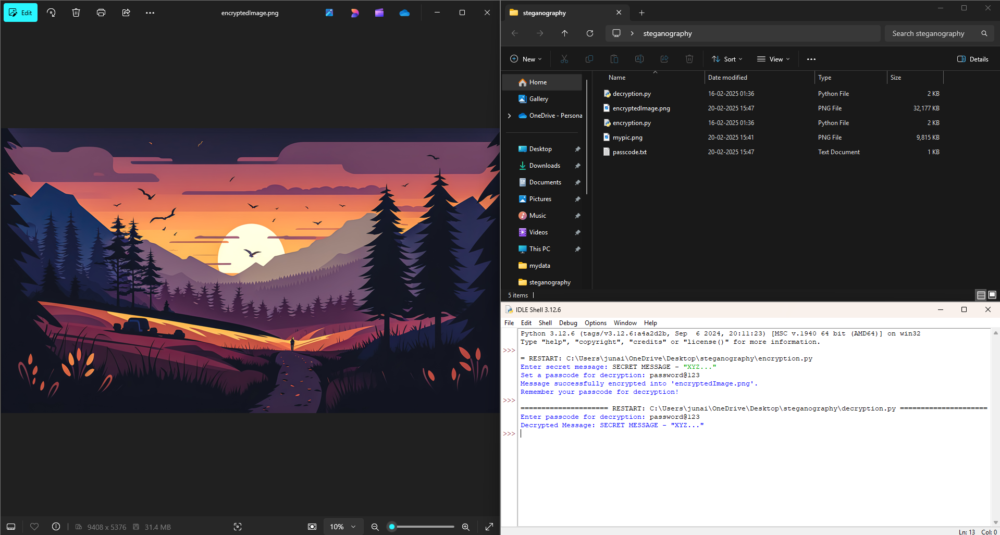 Edit
encryptedImage.png
9408 x 5376
31.4 MB
10%
steganography
steganography
Search steganography
New
Sort
View
Details
Home
Gallery
OneDrive - Persona
Desktop
Downloads
Documents
Pictures
Music
Videos
This PC
mydata
steganography
Name Date modified Type Size
decryption.py 16-02-2025 01:36 Python File 2 KB
encryptedImage.png 20-02-2025 15:47 PNG File 32,177 KB
encryption.py 16-02-2025 01:36 Python File 2 KB
mypic.png 20-02-2025 15:41 PNG File 9,815 KB
passcode.txt 20-02-2025 15:47 Text Document 1 KB
5 items
IDLE Shell 3.12.6
File Edit Shell Debug Options Window Help
Python 3.12.6 (tags/v3.12.6:a4a2d2b, Sep  6 2024, 20:11:23) [MSC v.1940 64 bit (AMD64)] on win32
Type "help", "copyright", "credits" or "license()" for more information.
>>>
= RESTART: C:\Users\junai\OneDrive\Desktop\steganography\encryption.py
Enter secret message: SECRET MESSAGE - "XYZ..."
Set a passcode for decryption: password@123
Message successfully encrypted into 'encryptedImage.png'.
Remember your passcode for decryption!
>>>
===================== RESTART: C:\Users\junai\OneDrive\Desktop\steganography\decryption.py =====================
Enter passcode for decryption: password@123
Decrypted Message: SECRET MESSAGE - "XYZ..."
>>>
Ln: 13 Col: 0